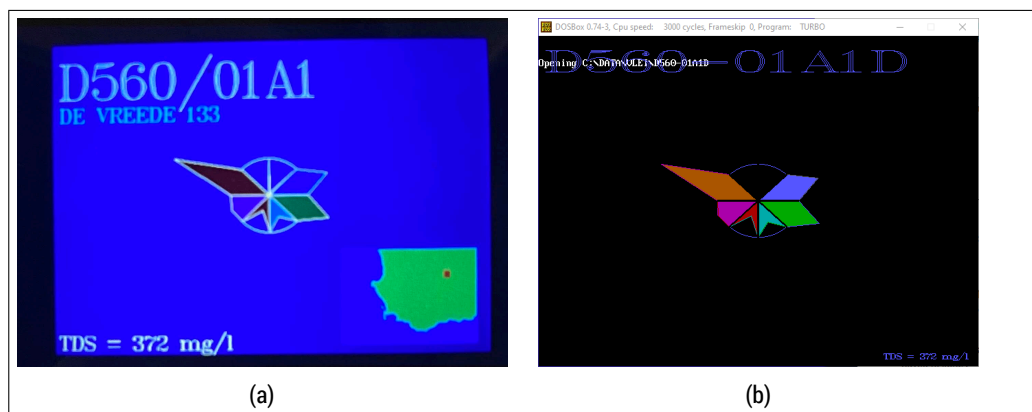 D560/01A1
DE VREEDE 133
TDS = 372 mg/l
(a)
DOSBox 0.74-3, Cpu speed: 3000 cycles, Frameskip 0, Program: TURBO
D560-01A1D
Opening C:\DATA\VLEI\D560-01A1D
TDS = 372 mg/l
(b)